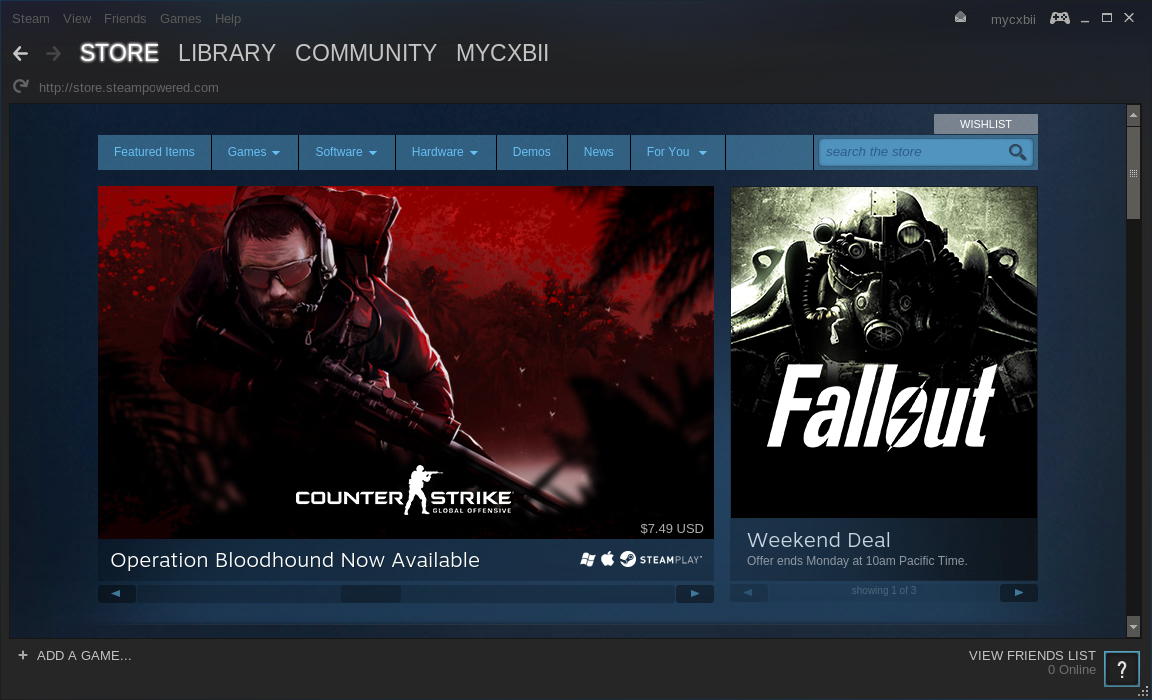 Steam View Friends Games Help mycxbii
STORE LIBRARY COMMUNITY MYCXBII
http://store.steampowered.com
WISHLIST
Featured Items Games Software Hardware Demos News For You search the store
COUNTER STRIKE
GLOBAL OFFENSIVE
$7.49 USD
Operation Bloodhound Now Available STEAMPLAY
Fallout
Weekend Deal
Offer ends Monday at 10am Pacific Time.
showing 1 of 3
+ ADD A GAME...
VIEW FRIENDS LIST
0 Online
?